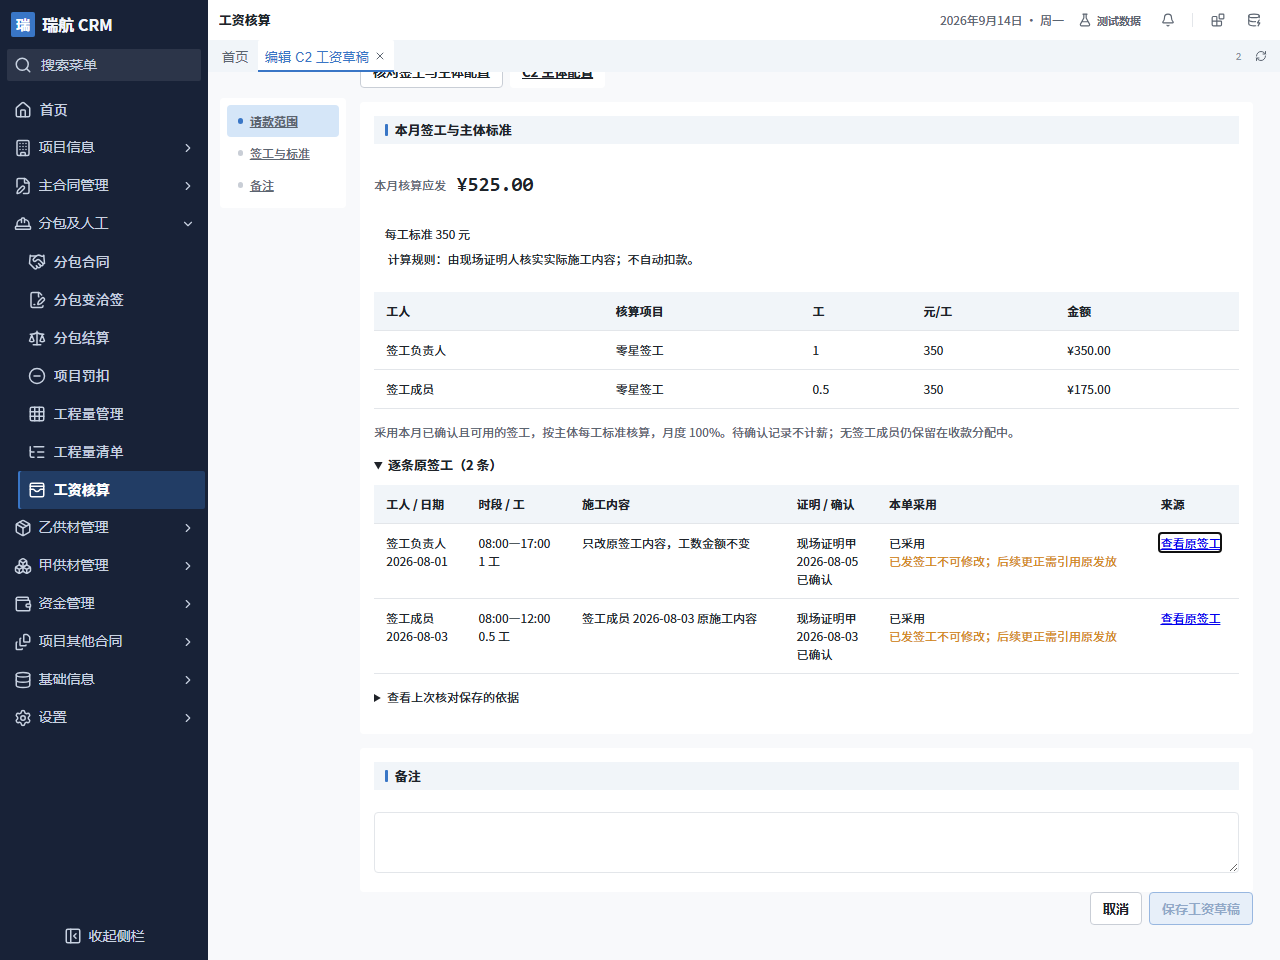 瑞 瑞航 CRM
搜索菜单
首页
项目信息
主合同管理
分包及人工
分包合同
分包变洽签
分包结算
项目罚扣
工程量管理
工程量清单
工资核算
乙供材管理
甲供材管理
资金管理
项目其他合同
基础信息
设置
收起侧栏
工资核算
2026年9月14日 · 周一 测试数据
首页 编辑 C2 工资草稿 × 2
核对签工与主体配置 C2 主体配置
请款范围
签工与标准
备注
本月签工与主体标准
本月核算应发 ¥525.00
每工标准 350 元
计算规则：由现场证明人核实实际施工内容；不自动扣款。
工人 核算项目 工 元/工 金额
签工负责人 零星签工 1 350 ¥350.00
签工成员 零星签工 0.5 350 ¥175.00
采用本月已确认且可用的签工，按主体每工标准核算，月度 100%。待确认记录不计薪；无签工成员仍保留在收款分配中。
▼ 逐条原签工（2 条）
工人 / 日期 时段 / 工 施工内容 证明 / 确认 本单采用 来源
签工负责人 08:00—17:00 只改原签工内容，工数金额不变 现场证明甲 已采用 查看原签工
2026-08-01 1 工 2026-08-05 已发签工不可修改；后续更正需引用原发放
已确认
签工成员 08:00—12:00 签工成员 2026-08-03 原施工内容 现场证明甲 已采用 查看原签工
2026-08-03 0.5 工 2026-08-03 已发签工不可修改；后续更正需引用原发放
已确认
▶ 查看上次核对保存的依据
备注
取消 保存工资草稿